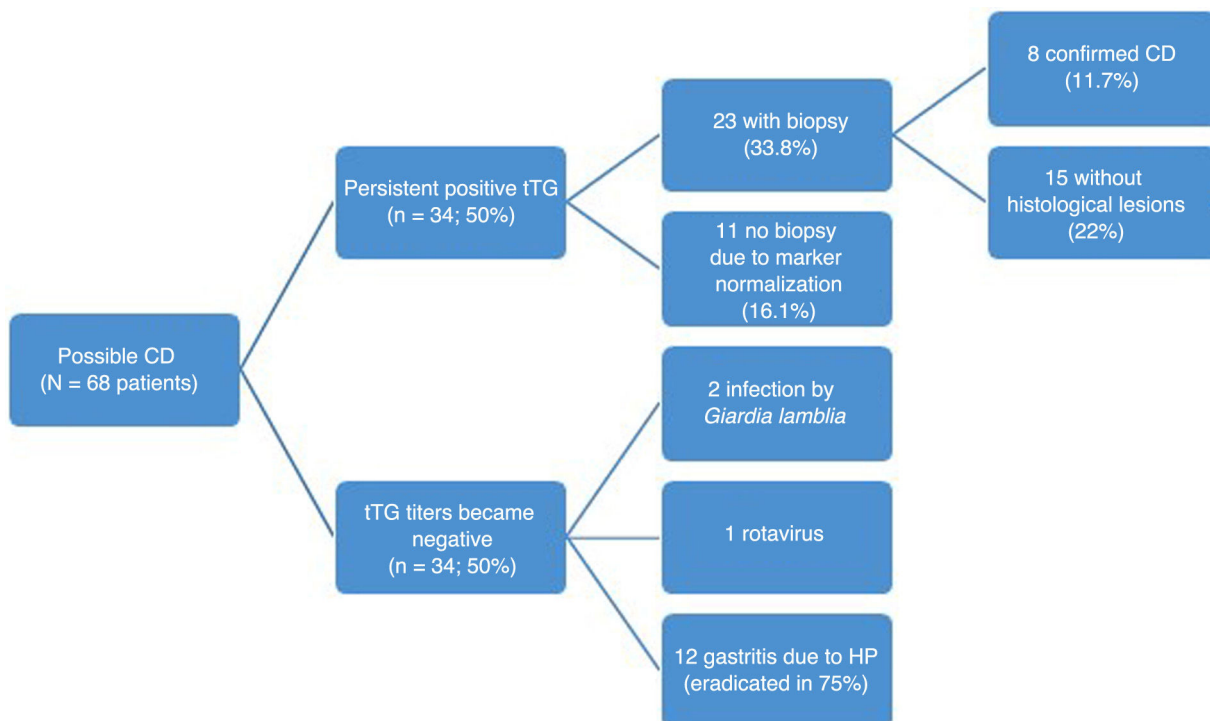 Possible CD
(N = 68 patients)
Persistent positive tTG
(n = 34; 50%)
23 with biopsy
(33.8%)
8 confirmed CD
(11.7%)
15 without
histological lesions
(22%)
11 no biopsy
due to marker
normalization
(16.1%)
tTG titers became
negative
(n = 34; 50%)
2 infection by
Giardia lamblia
1 rotavirus
12 gastritis due to HP
(eradicated in 75%)